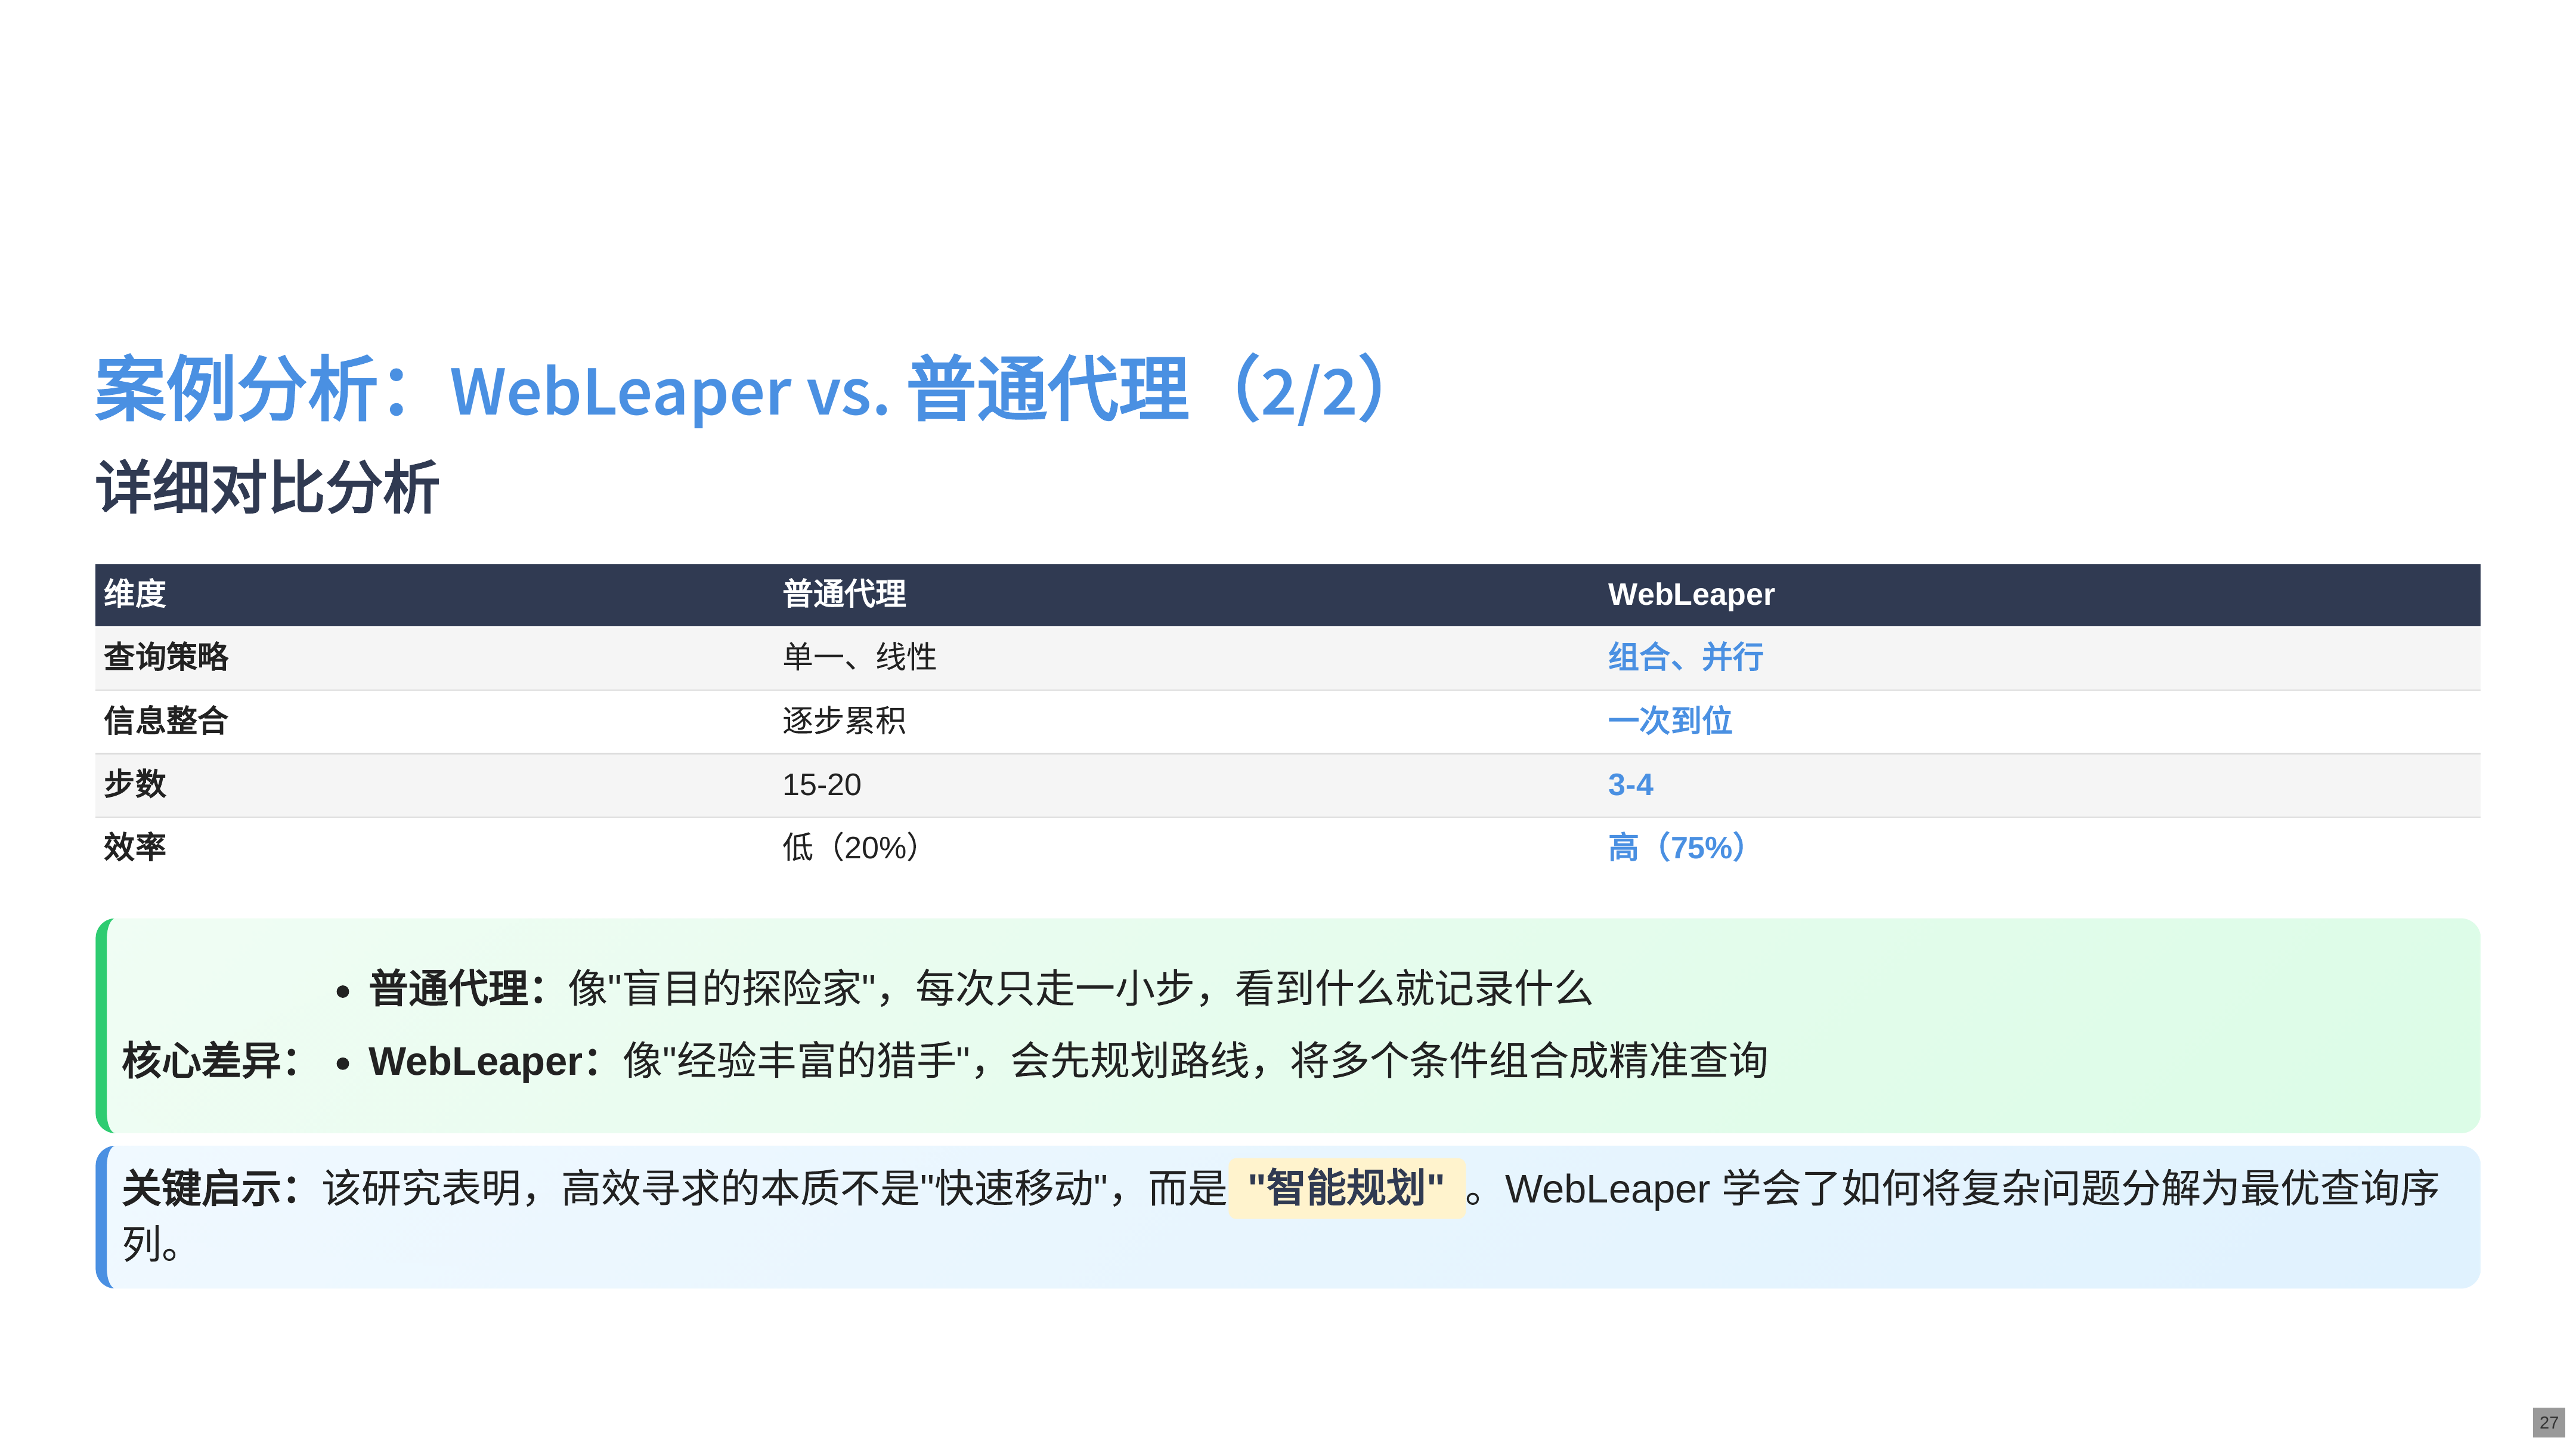 案例分析：WebLeaper vs. 普通代理（2/2）
详细对比分析
维度 普通代理 WebLeaper
查询策略 单一、线性 组合、并行
信息整合 逐步累积 一次到位
步数 15-20 3-4
效率 低（20%） 高（75%）
• 普通代理：像"盲目的探险家"，每次只走一小步，看到什么就记录什么
核心差异： • WebLeaper：像"经验丰富的猎手"，会先规划路线，将多个条件组合成精准查询
关键启示：该研究表明，高效寻求的本质不是"快速移动"，而是 "智能规划" 。WebLeaper 学会了如何将复杂问题分解为最优查询序
列。
27